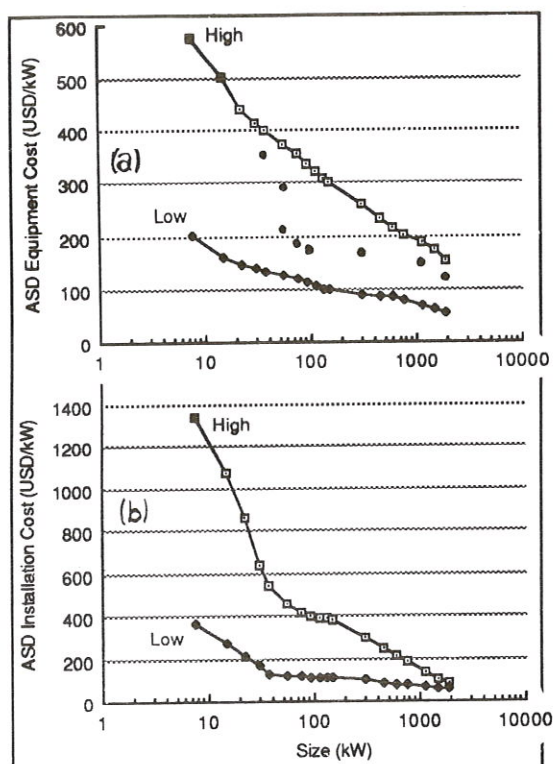 600
High
500
400
(a)
300
Low
200
100
0
ASD Equipment Cost (USD/kW)
1 10 100 1000 10000
1400
High
1200
1000
(b)
800
600
400
Low
200
0
ASD Installation Cost (USD/kW)
1 10 100 1000 10000
Size (kW)